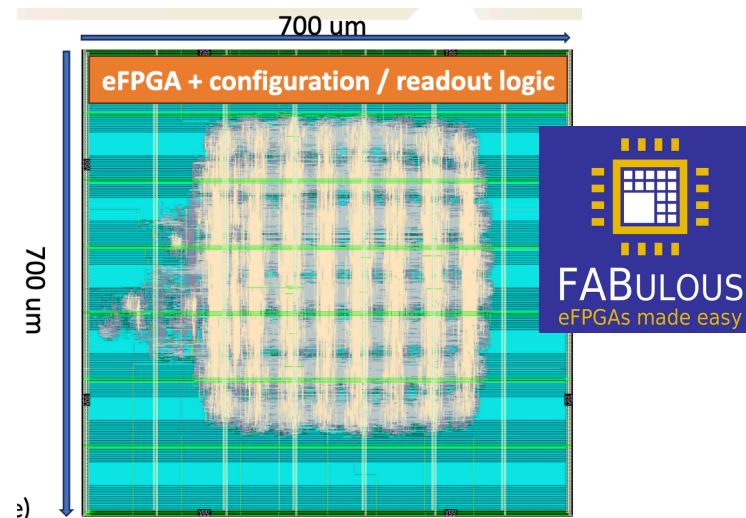 700 um
eFPGA + configuration / readout logic
700 um
FABULOUS
eFPGAs made easy
e)